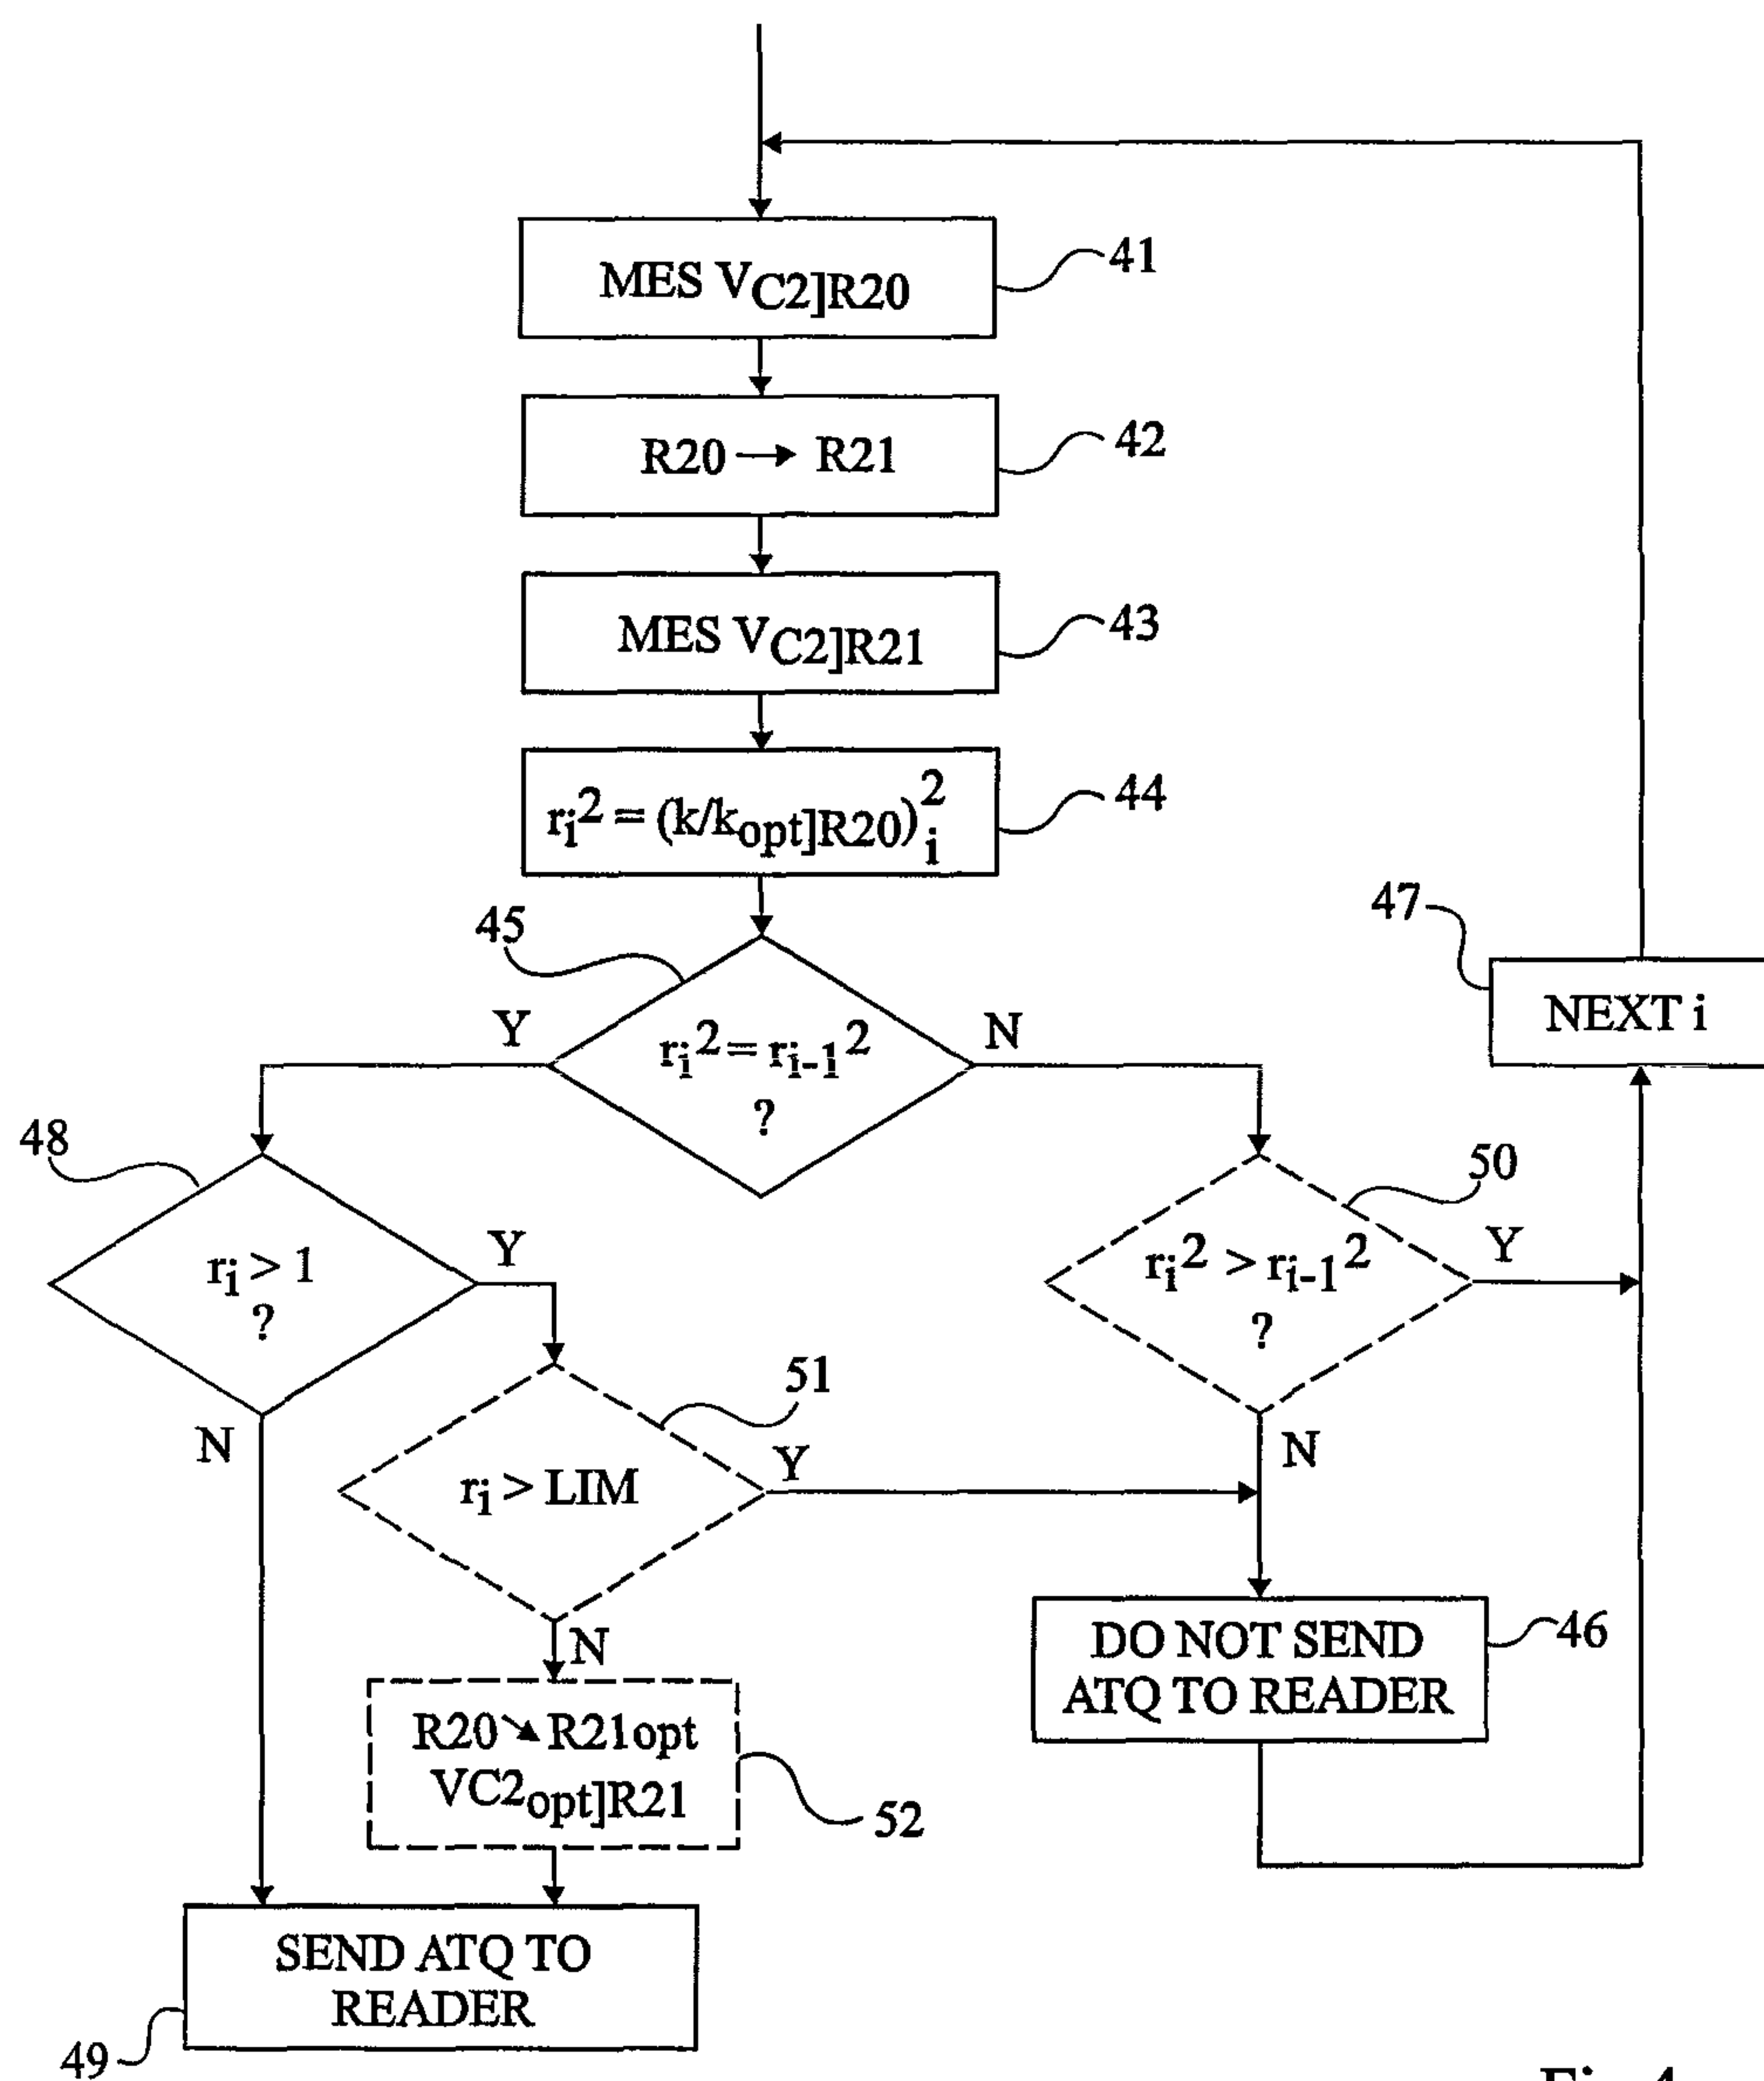 MES VC2]R20
41
R20 → R21
42
MES VC2]R21
43
ri² = (k/kopt]R20)i²
44
45
Y
ri² = ri-1²
?
N
47
NEXT i
48
ri > 1
?
Y
N
50
ri² > ri-1²
?
Y
N
51
ri > LIM
Y
N
DO NOT SEND
ATQ TO READER
46
R20 ↘ R21opt
VC2opt]R21
52
SEND ATQ TO
READER
49